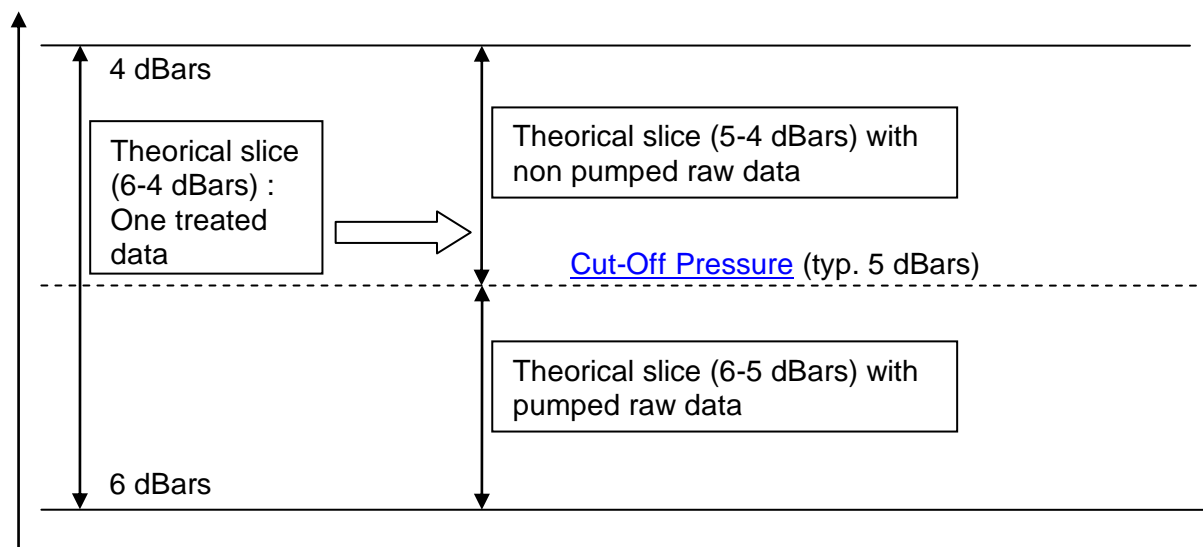 4 dBars
Theorical slice
(6-4 dBars) :
One treated
data
Theorical slice (5-4 dBars) with
non pumped raw data
Cut-Off Pressure (typ. 5 dBars)
Theorical slice (6-5 dBars) with
pumped raw data
6 dBars